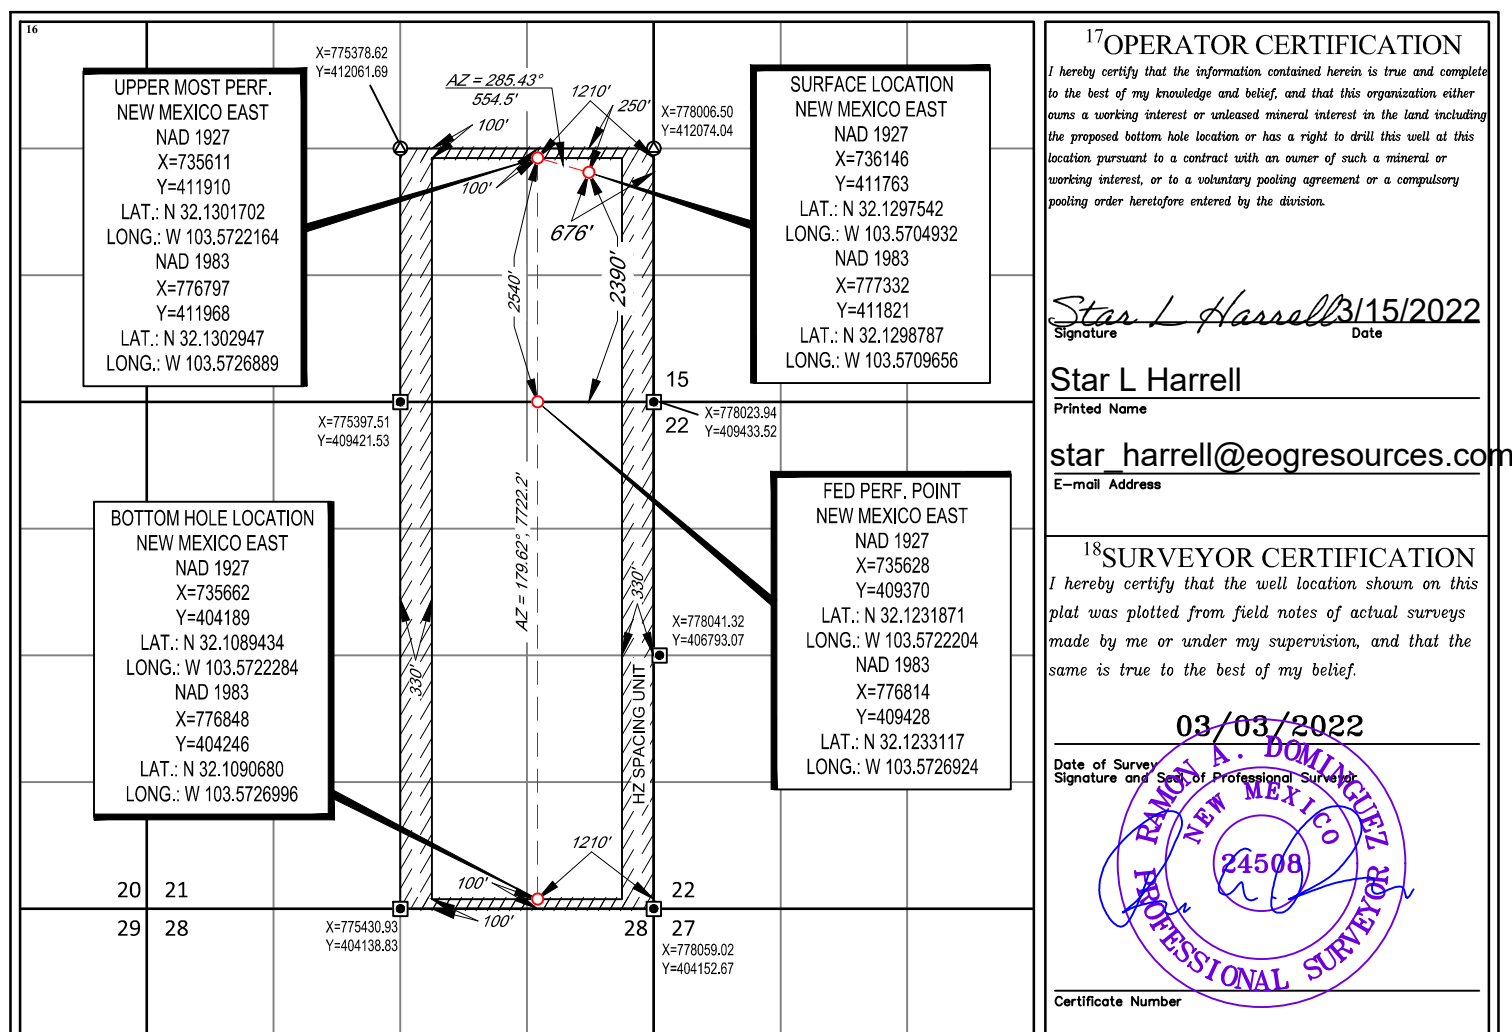 16
X=775378.62
Y=412061.69
UPPER MOST PERF.
NEW MEXICO EAST
NAD 1927
X=735611
Y=411910
LAT.: N 32.1301702
LONG.: W 103.5722164
NAD 1983
X=776797
Y=411968
LAT.: N 32.1302947
LONG.: W 103.5726889
AZ = 285.43°
554.5'
1210'
250'
100'
100'
676'
2540'
2390'
X=778006.50
Y=412074.04
SURFACE LOCATION
NEW MEXICO EAST
NAD 1927
X=736146
Y=411763
LAT.: N 32.1297542
LONG.: W 103.5704932
NAD 1983
X=777332
Y=411821
LAT.: N 32.1298787
LONG.: W 103.5709656
15
22
X=775397.51
Y=409421.53
X=778023.94
Y=409433.52
BOTTOM HOLE LOCATION
NEW MEXICO EAST
NAD 1927
X=735662
Y=404189
LAT.: N 32.1089434
LONG.: W 103.5722284
NAD 1983
X=776848
Y=404246
LAT.: N 32.1090680
LONG.: W 103.5726996
AZ = 179.62°, 7722.2'
330'
330'
HZ SPACING UNIT
X=778041.32
Y=406793.07
FED PERF. POINT
NEW MEXICO EAST
NAD 1927
X=735628
Y=409370
LAT.: N 32.1231871
LONG.: W 103.5722204
NAD 1983
X=776814
Y=409428
LAT.: N 32.1233117
LONG.: W 103.5726924
1210'
100'
100'
20 21
29 28
22
28 27
X=775430.93
Y=404138.83
X=778059.02
Y=404152.67
17 OPERATOR CERTIFICATION
I hereby certify that the information contained herein is true and complete
to the best of my knowledge and belief, and that this organization either
owns a working interest or unleased mineral interest in the land including
the proposed bottom hole location or has a right to drill this well at this
location pursuant to a contract with an owner of such a mineral or
working interest, or to a voluntary pooling agreement or a compulsory
pooling order heretofore entered by the division.
Star L Harrell 3/15/2022
Signature Date
Star L Harrell
Printed Name
star_harrell@eogresources.com
E-mail Address
18 SURVEYOR CERTIFICATION
I hereby certify that the well location shown on this
plat was plotted from field notes of actual surveys
made by me or under my supervision, and that the
same is true to the best of my belief.
03/03/2022
Date of Survey
Signature and Seal of Professional Surveyor
RAMON A. DOMINGUEZ
NEW MEXICO
24508
PROFESSIONAL SURVEYOR
Certificate Number